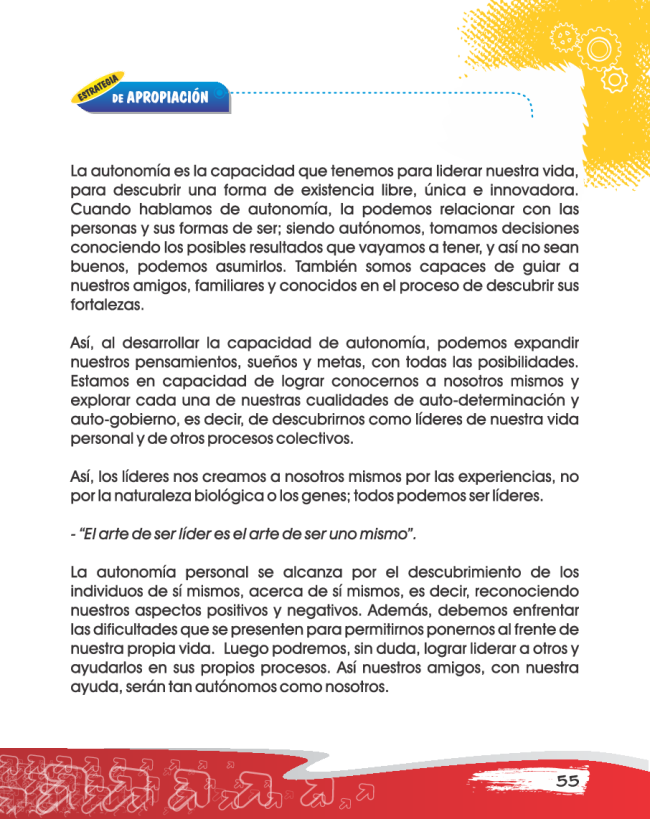 ESTRATEGIA
DE APROPIACIÓN
La autonomía es la capacidad que tenemos para liderar nuestra vida,
para descubrir una forma de existencia libre, única e innovadora.
Cuando hablamos de autonomía, la podemos relacionar con las
personas y sus formas de ser; siendo autónomos, tomamos decisiones
conociendo los posibles resultados que vayamos a tener, y así no sean
buenos, podemos asumirlos. También somos capaces de guiar a
nuestros amigos, familiares y conocidos en el proceso de descubrir sus
fortalezas.
Así, al desarrollar la capacidad de autonomía, podemos expandir
nuestros pensamientos, sueños y metas, con todas las posibilidades.
Estamos en capacidad de lograr conocernos a nosotros mismos y
explorar cada una de nuestras cualidades de auto-determinación y
auto-gobierno, es decir, de descubrirnos como líderes de nuestra vida
personal y de otros procesos colectivos.
Así, los líderes nos creamos a nosotros mismos por las experiencias, no
por la naturaleza biológica o los genes; todos podemos ser líderes.
- “El arte de ser líder es el arte de ser uno mismo”.
La autonomía personal se alcanza por el descubrimiento de los
individuos de sí mismos, acerca de sí mismos, es decir, reconociendo
nuestros aspectos positivos y negativos. Además, debemos enfrentar
las dificultades que se presenten para permitirnos ponernos al frente de
nuestra propia vida. Luego podremos, sin duda, lograr liderar a otros y
ayudarlos en sus propios procesos. Así nuestros amigos, con nuestra
ayuda, serán tan autónomos como nosotros.
55